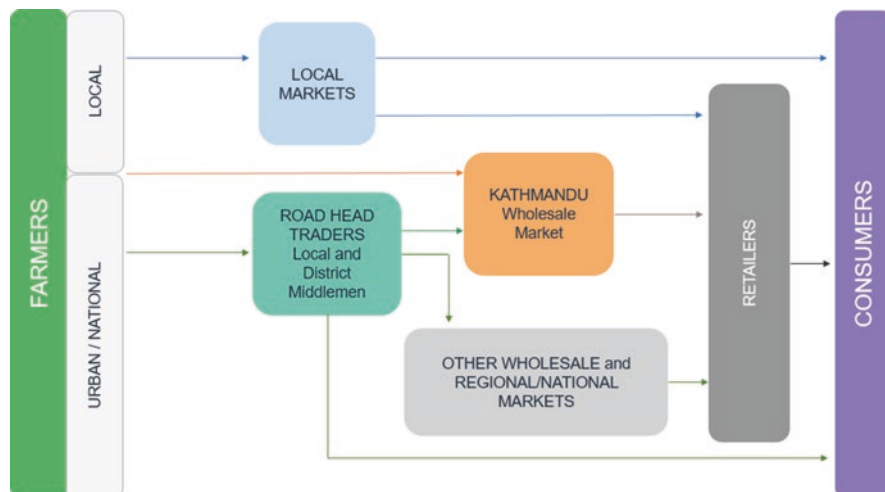 FARMERS
LOCAL
URBAN / NATIONAL
LOCAL
MARKETS
ROAD HEAD
TRADERS
Local and
District
Middlemen
KATHMANDU
Wholesale
Market
OTHER WHOLESALE and
REGIONAL/NATIONAL
MARKETS
RETAILERS
CONSUMERS